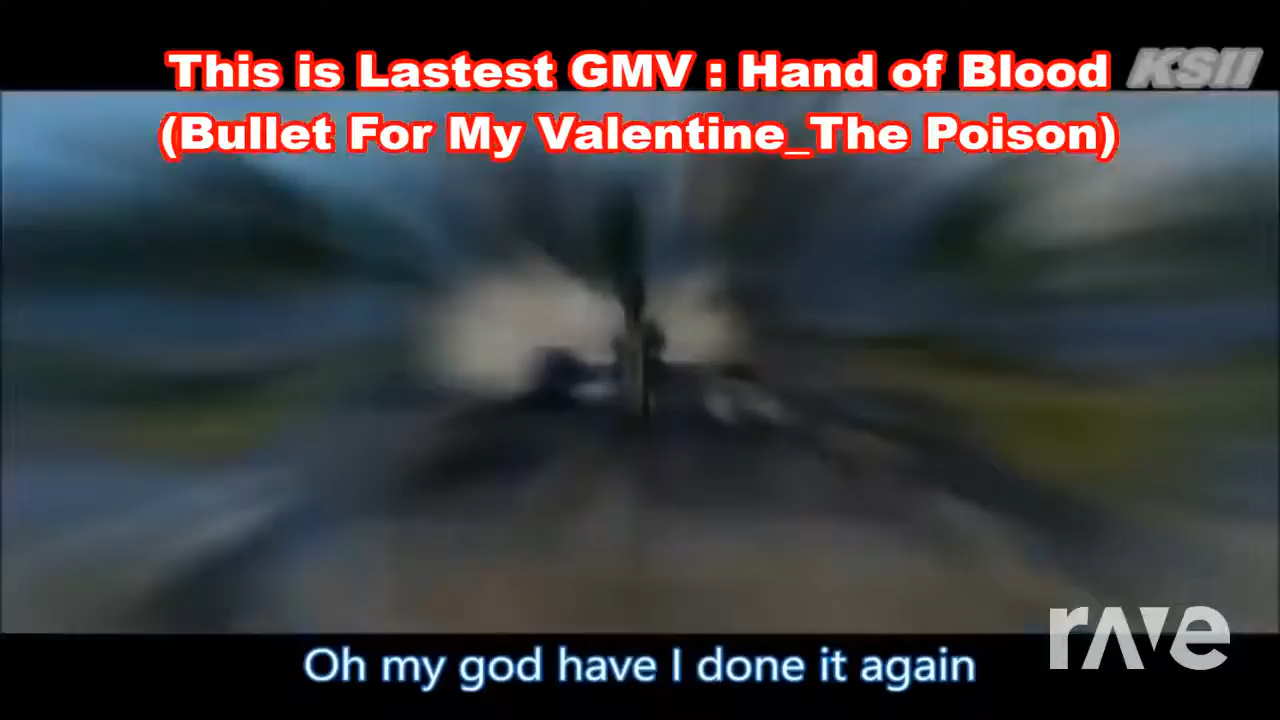 This is Lastest GMV : Hand of Blood
KSII
(Bullet For My Valentine_The Poison)
rave
Oh my god have I done it again